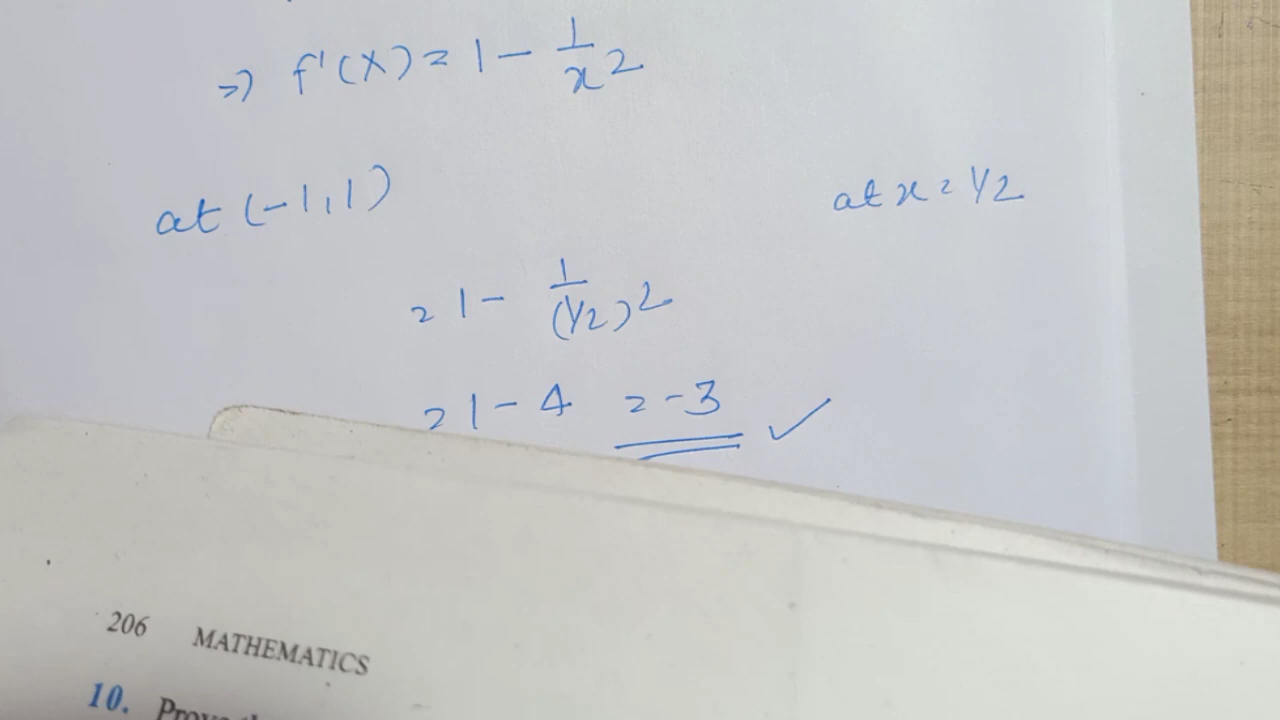 ⇒ f'(x) = 1 - 1/x2
at (-1,1)
at x = 1/2
= 1 - 1/(1/2)2
= 1 - 4 = -3 ✓
206 MATHEMATICS
10.